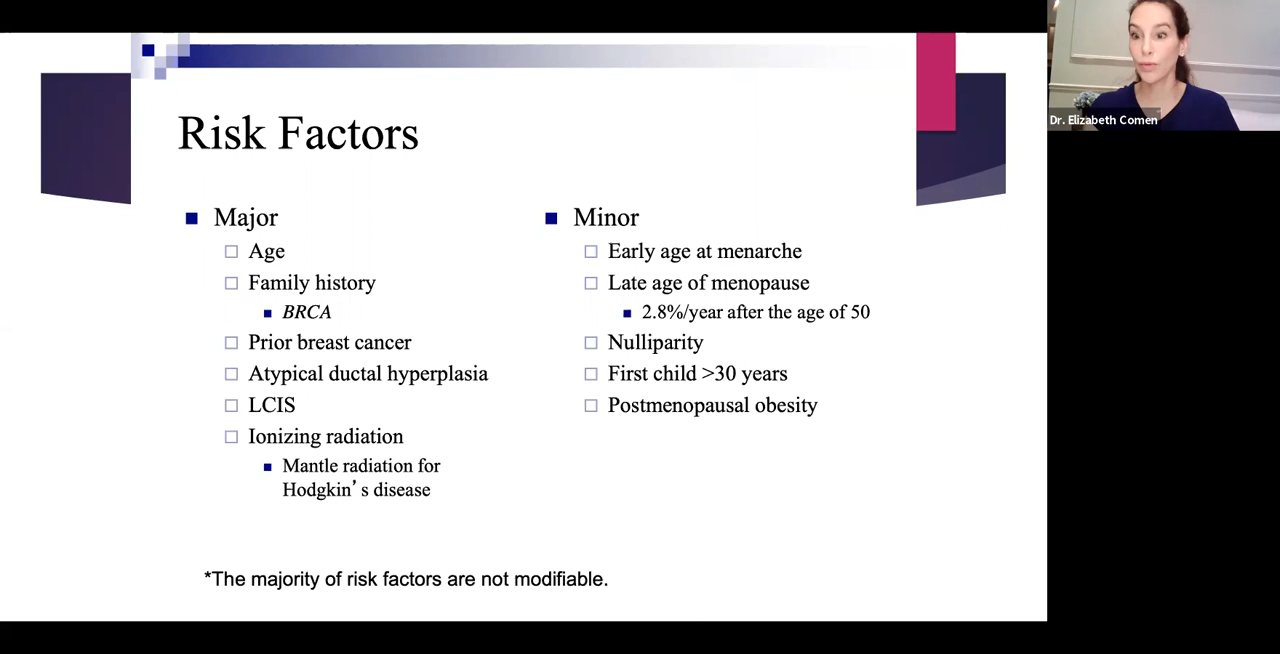 Risk Factors
Major
Age
Family history
BRCA
Prior breast cancer
Atypical ductal hyperplasia
LCIS
Ionizing radiation
Mantle radiation for
Hodgkin's disease
Minor
Early age at menarche
Late age of menopause
2.8%/year after the age of 50
Nulliparity
First child >30 years
Postmenopausal obesity
*The majority of risk factors are not modifiable.
Dr. Elizabeth Comen